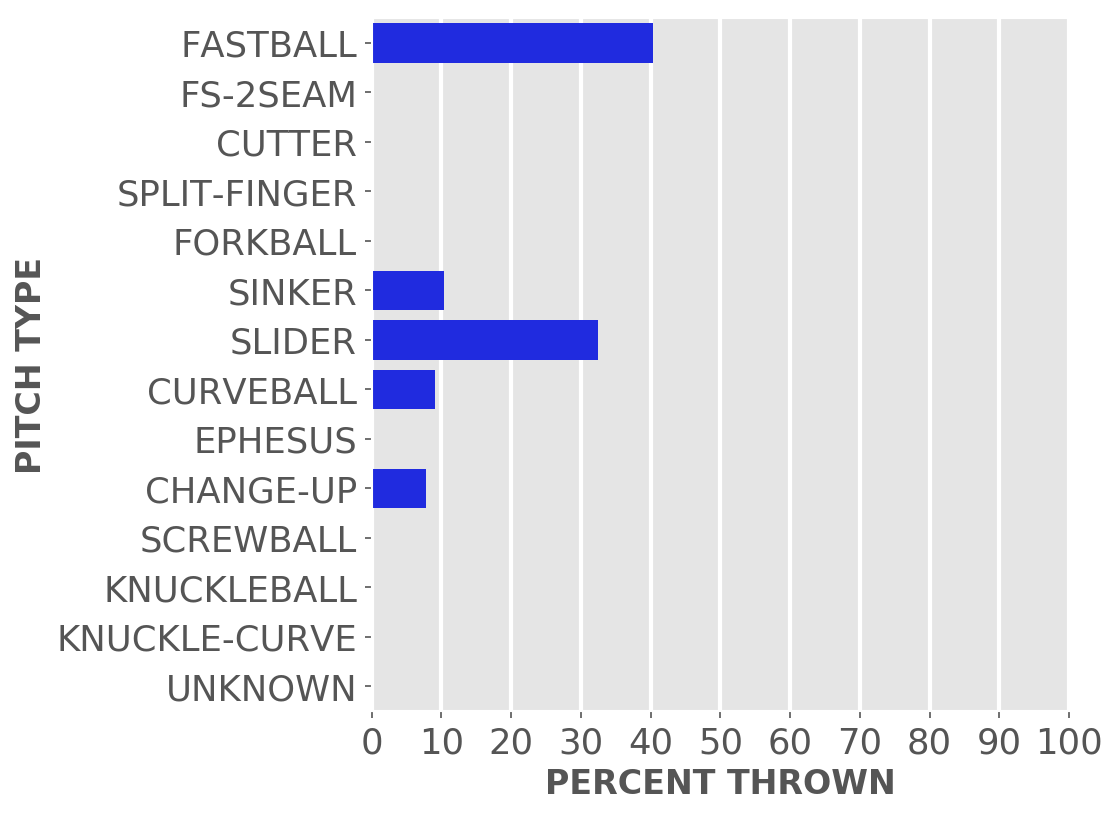 PITCH TYPE
FASTBALL
FS-2SEAM
CUTTER
SPLIT-FINGER
FORKBALL
SINKER
SLIDER
CURVEBALL
EPHESUS
CHANGE-UP
SCREWBALL
KNUCKLEBALL
KNUCKLE-CURVE
UNKNOWN
0 10 20 30 40 50 60 70 80 90 100
PERCENT THROWN